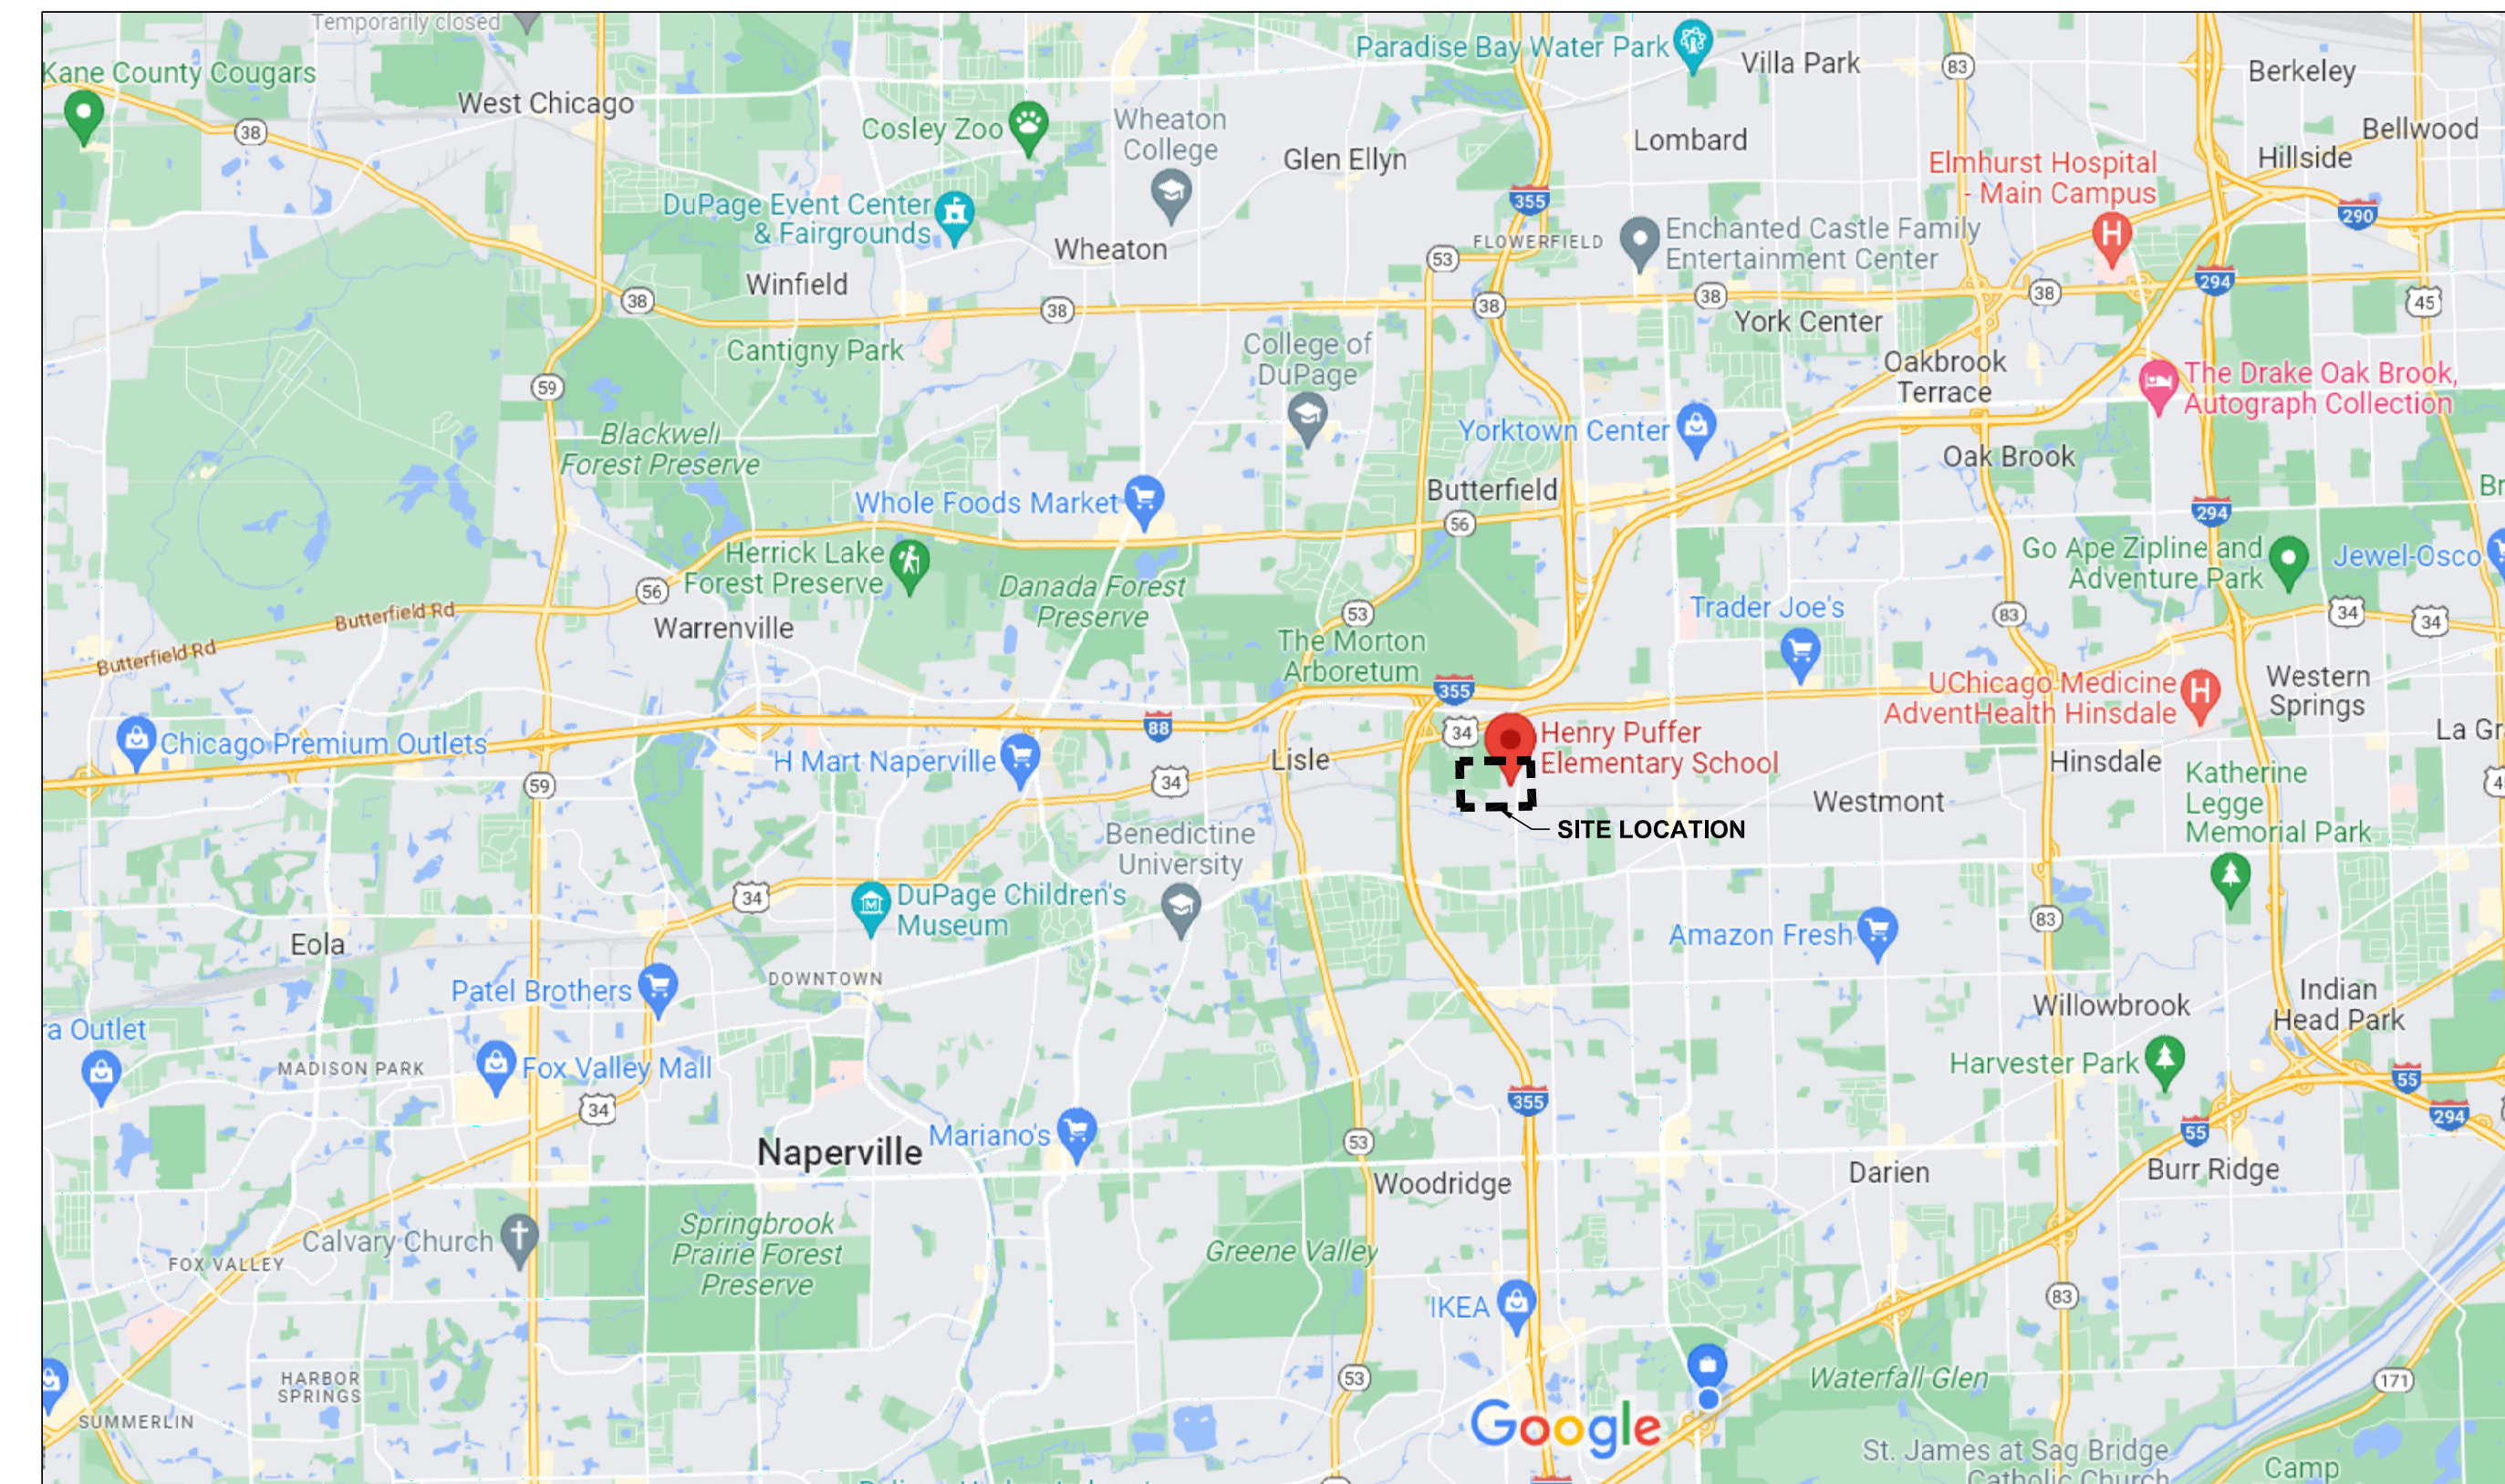 Temporarily closed
Kane County Cougars
38
West Chicago
Cosley Zoo
Wheaton
College
Glen Ellyn
Paradise Bay Water Park
Villa Park
83
Berkeley
Lombard
Bellwood
Hillside
Elmhurst Hospital
- Main Campus
355
290
DuPage Event Center
& Fairgrounds
Wheaton
FLOWERFIELD
53
Enchanted Castle Family
Entertainment Center
Winfield
294
38
38
38
38
38
45
York Center
Cantigny Park
College of
DuPage
Oakbrook
Terrace
59
The Drake Oak Brook,
Autograph Collection
Blackwell
Forest Preserve
Yorktown Center
Oak Brook
Whole Foods Market
Butterfield
56
294
Br
Herrick Lake
Forest Preserve
Danada Forest
Preserve
Go Ape Zipline and
Adventure Park
Jewel-Osco
56
Butterfield Rd
Butterfield Rd
Warrenville
53
Trader Joe's
83
34
34
The Morton
Arboretum
355
UChicago Medicine
AdventHealth Hinsdale
Western
Springs
88
34
Henry Puffer
Elementary School
La Gr
Chicago Premium Outlets
H Mart Naperville
Lisle
Hinsdale
59
34
Westmont
Katherine
Legge
Memorial Park
4
SITE LOCATION
Benedictine
University
34
DuPage Children's
Museum
83
Amazon Fresh
Eola
DOWNTOWN
Patel Brothers
Willowbrook
Indian
Head Park
ra Outlet
MADISON PARK
Fox Valley Mall
Harvester Park
55
34
355
294
55
Naperville
Mariano's
53
Woodridge
Darien
Burr Ridge
Springbrook
Prairie Forest
Preserve
Calvary Church
FOX VALLEY
Greene Valley
IKEA
83
HARBOR
SPRINGS
53
Waterfall Glen
171
SUMMERLIN
Google
St. James at Sag Bridge
Catholic Church
Camp